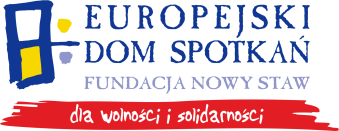 EUROPEJSKI
DOM SPOTKAŃ
FUNDACJA NOWY STAW
dla wolności i solidarności